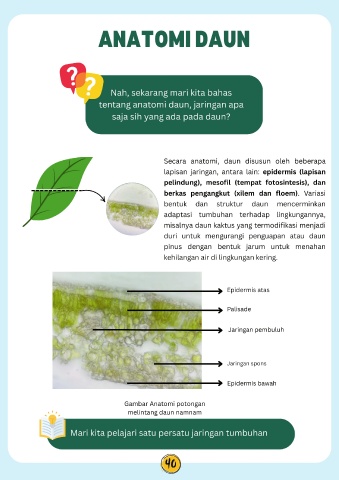 ANATOMI DAUN
? ?
Nah, sekarang mari kita bahas
tentang anatomi daun, jaringan apa
saja sih yang ada pada daun?
Secara anatomi, daun disusun oleh beberapa
lapisan jaringan, antara lain: epidermis (lapisan
pelindung), mesofil (tempat fotosintesis), dan
berkas pengangkut (xilem dan floem). Variasi
bentuk dan struktur daun mencerminkan
adaptasi tumbuhan terhadap lingkungannya,
misalnya daun kaktus yang termodifikasi menjadi
duri untuk mengurangi penguapan atau daun
pinus dengan bentuk jarum untuk menahan
kehilangan air di lingkungan kering.
Epidermis atas
Palisade
Jaringan pembuluh
Jaringan spons
Epidermis bawah
Gambar Anatomi potongan
melintang daun namnam
Mari kita pelajari satu persatu jaringan tumbuhan
40